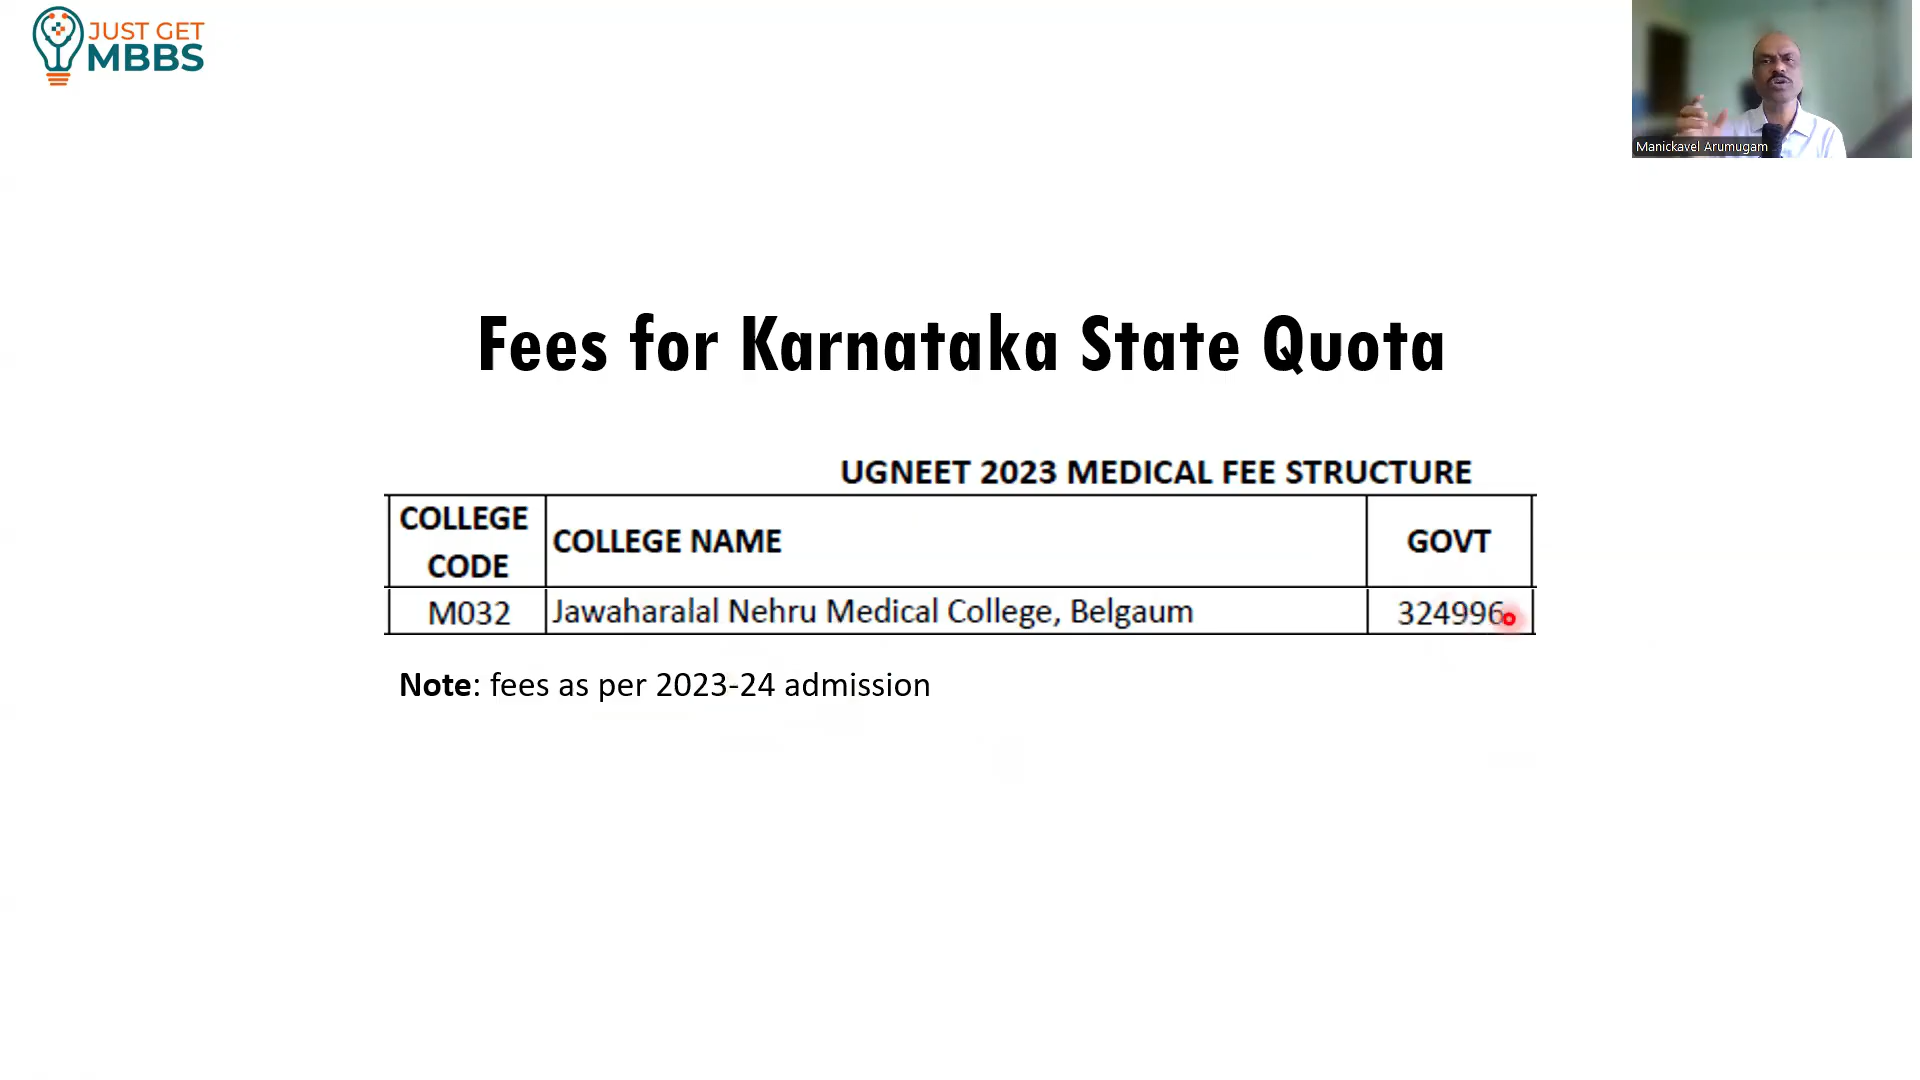 JUST GET
MBBS
Manickavel Arumugam
Fees for Karnataka State Quota
UGNEET 2023 MEDICAL FEE STRUCTURE
COLLEGE CODE COLLEGE NAME GOVT
M032 Jawaharalal Nehru Medical College, Belgaum 324996
Note: fees as per 2023-24 admission